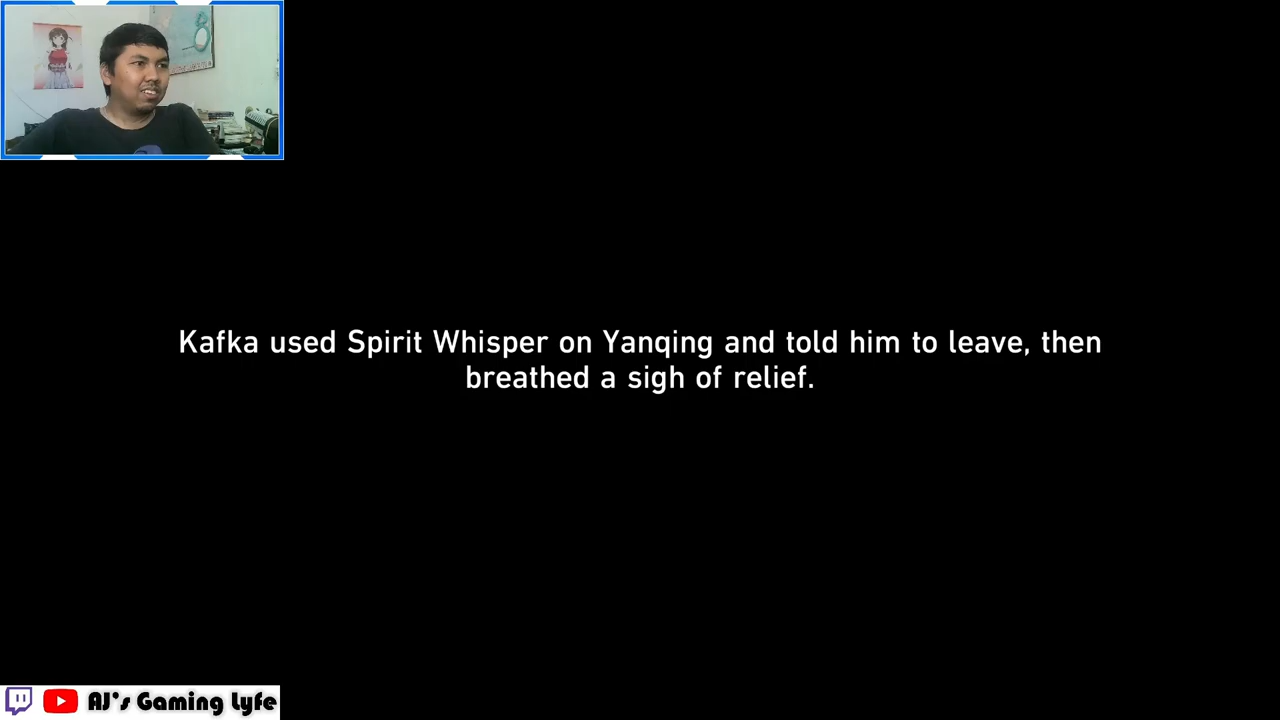 Kafka used Spirit Whisper on Yanqing and told him to leave, then
breathed a sigh of relief.
AJ's Gaming Lyfe